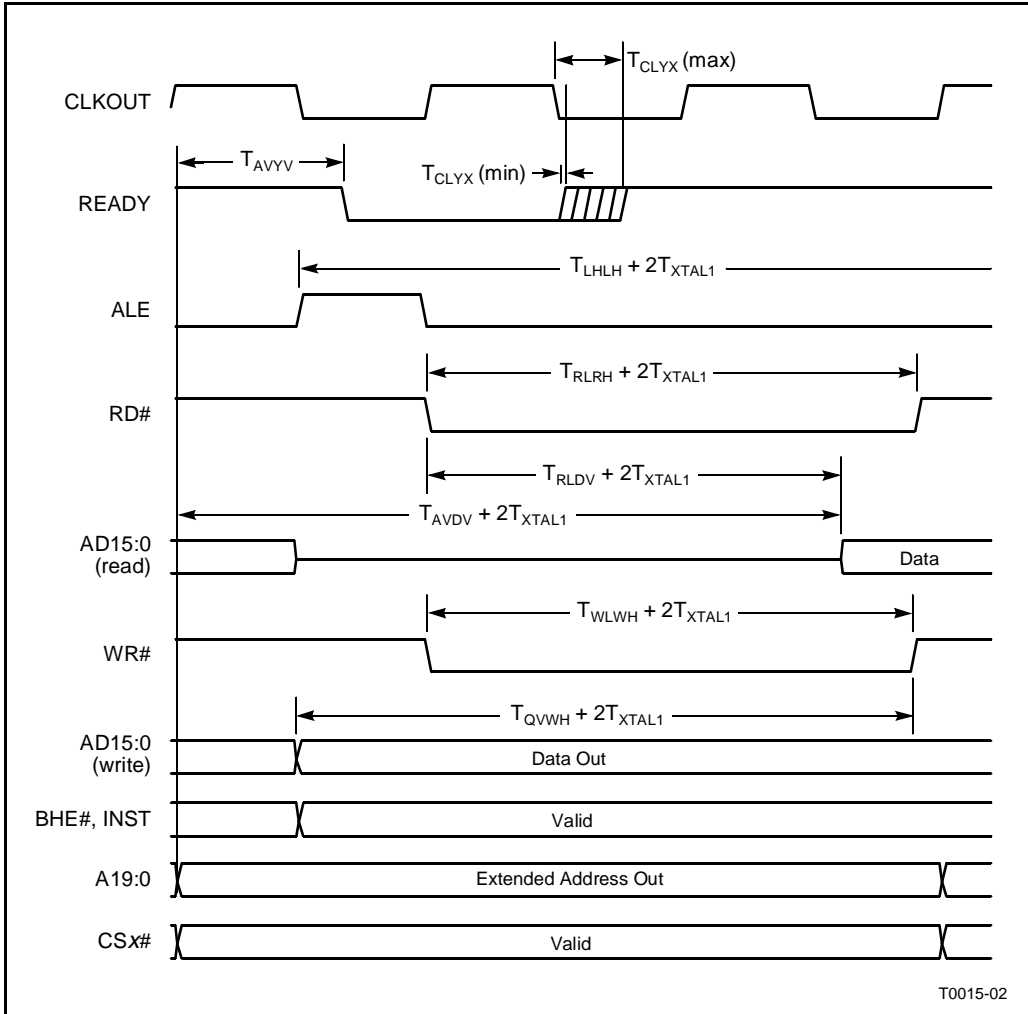 T_CLYX (max)
CLKOUT
T_AVYV
T_CLYX (min)
READY
T_LHLH + 2T_XTAL1
ALE
T_RLRH + 2T_XTAL1
RD#
T_RLDV + 2T_XTAL1
T_AVDV + 2T_XTAL1
AD15:0
(read)
Data
T_WLWH + 2T_XTAL1
WR#
T_QVWH + 2T_XTAL1
AD15:0
(write)
Data Out
BHE#, INST
Valid
A19:0
Extended Address Out
CSx#
Valid
T0015-02